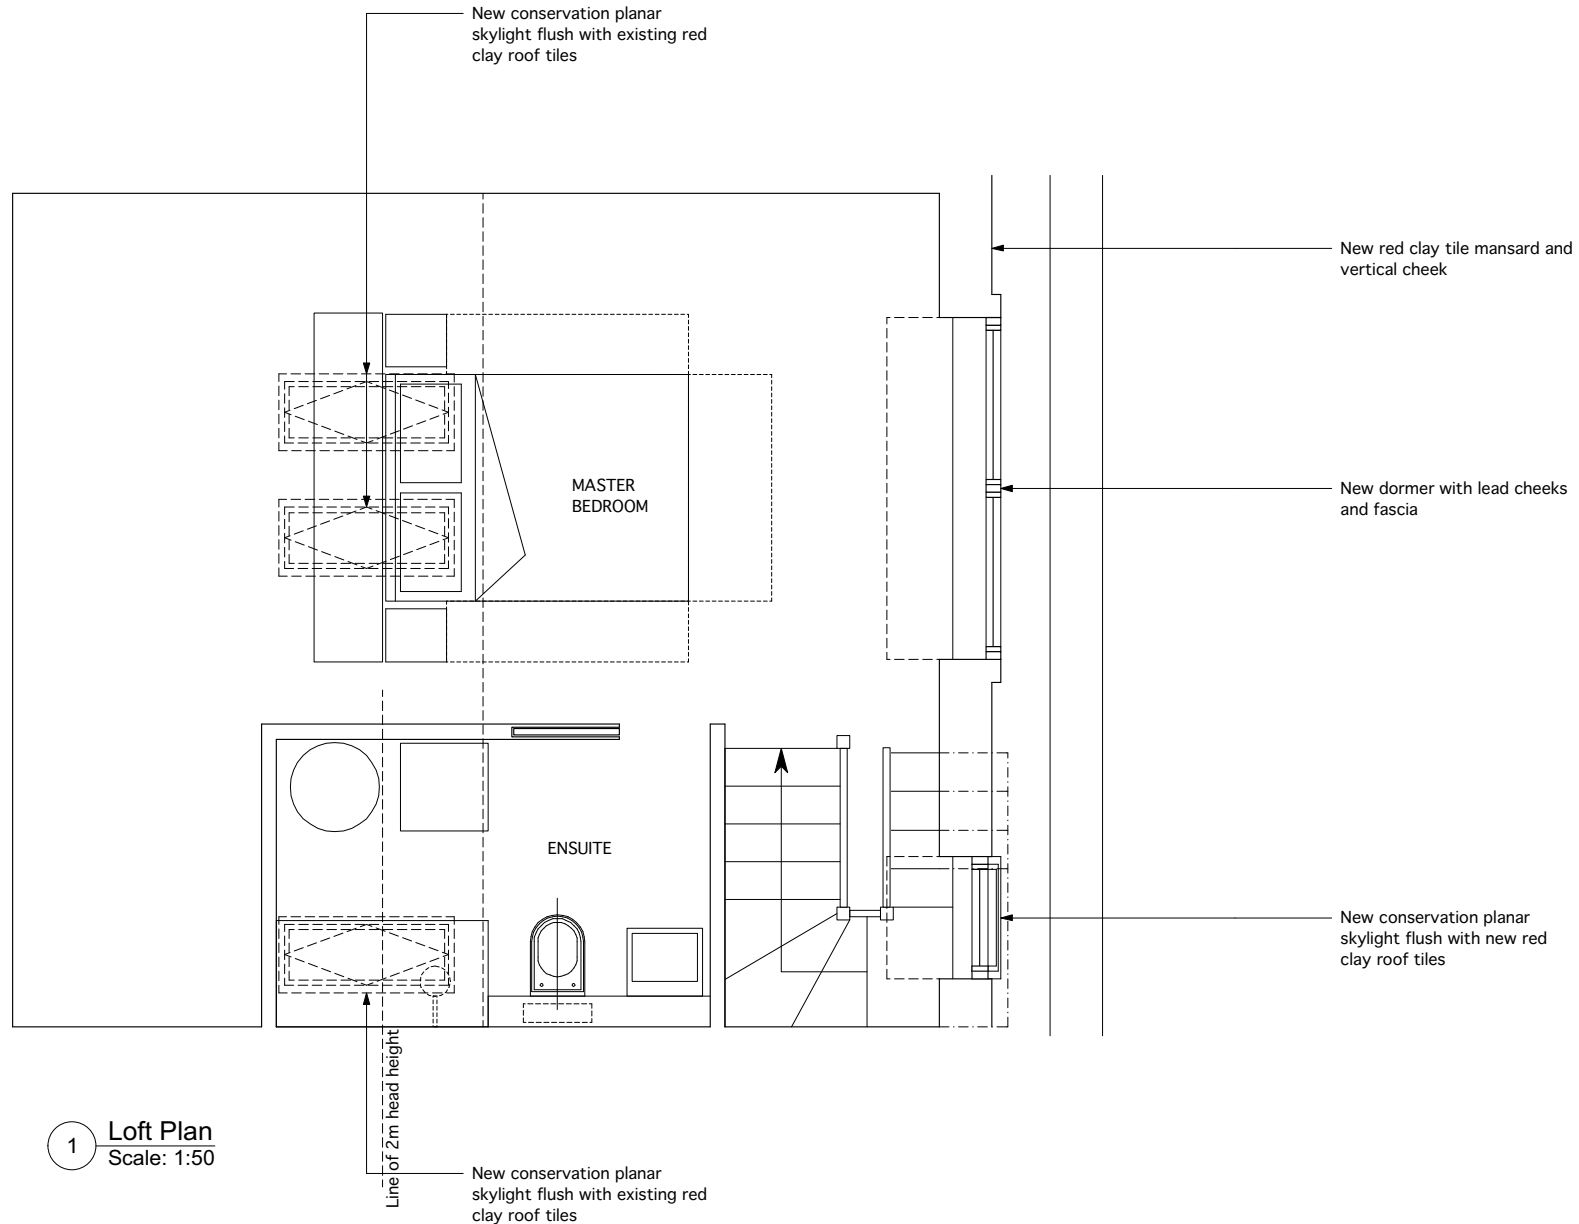 New conservation planar
skylight flush with existing red
clay roof tiles
New red clay tile mansard and
vertical cheek
MASTER
BEDROOM
New dormer with lead cheeks
and fascia
ENSUITE
New conservation planar
skylight flush with new red
clay roof tiles
Line of 2m head height
1
Loft Plan
Scale: 1:50
New conservation planar
skylight flush with existing red
clay roof tiles